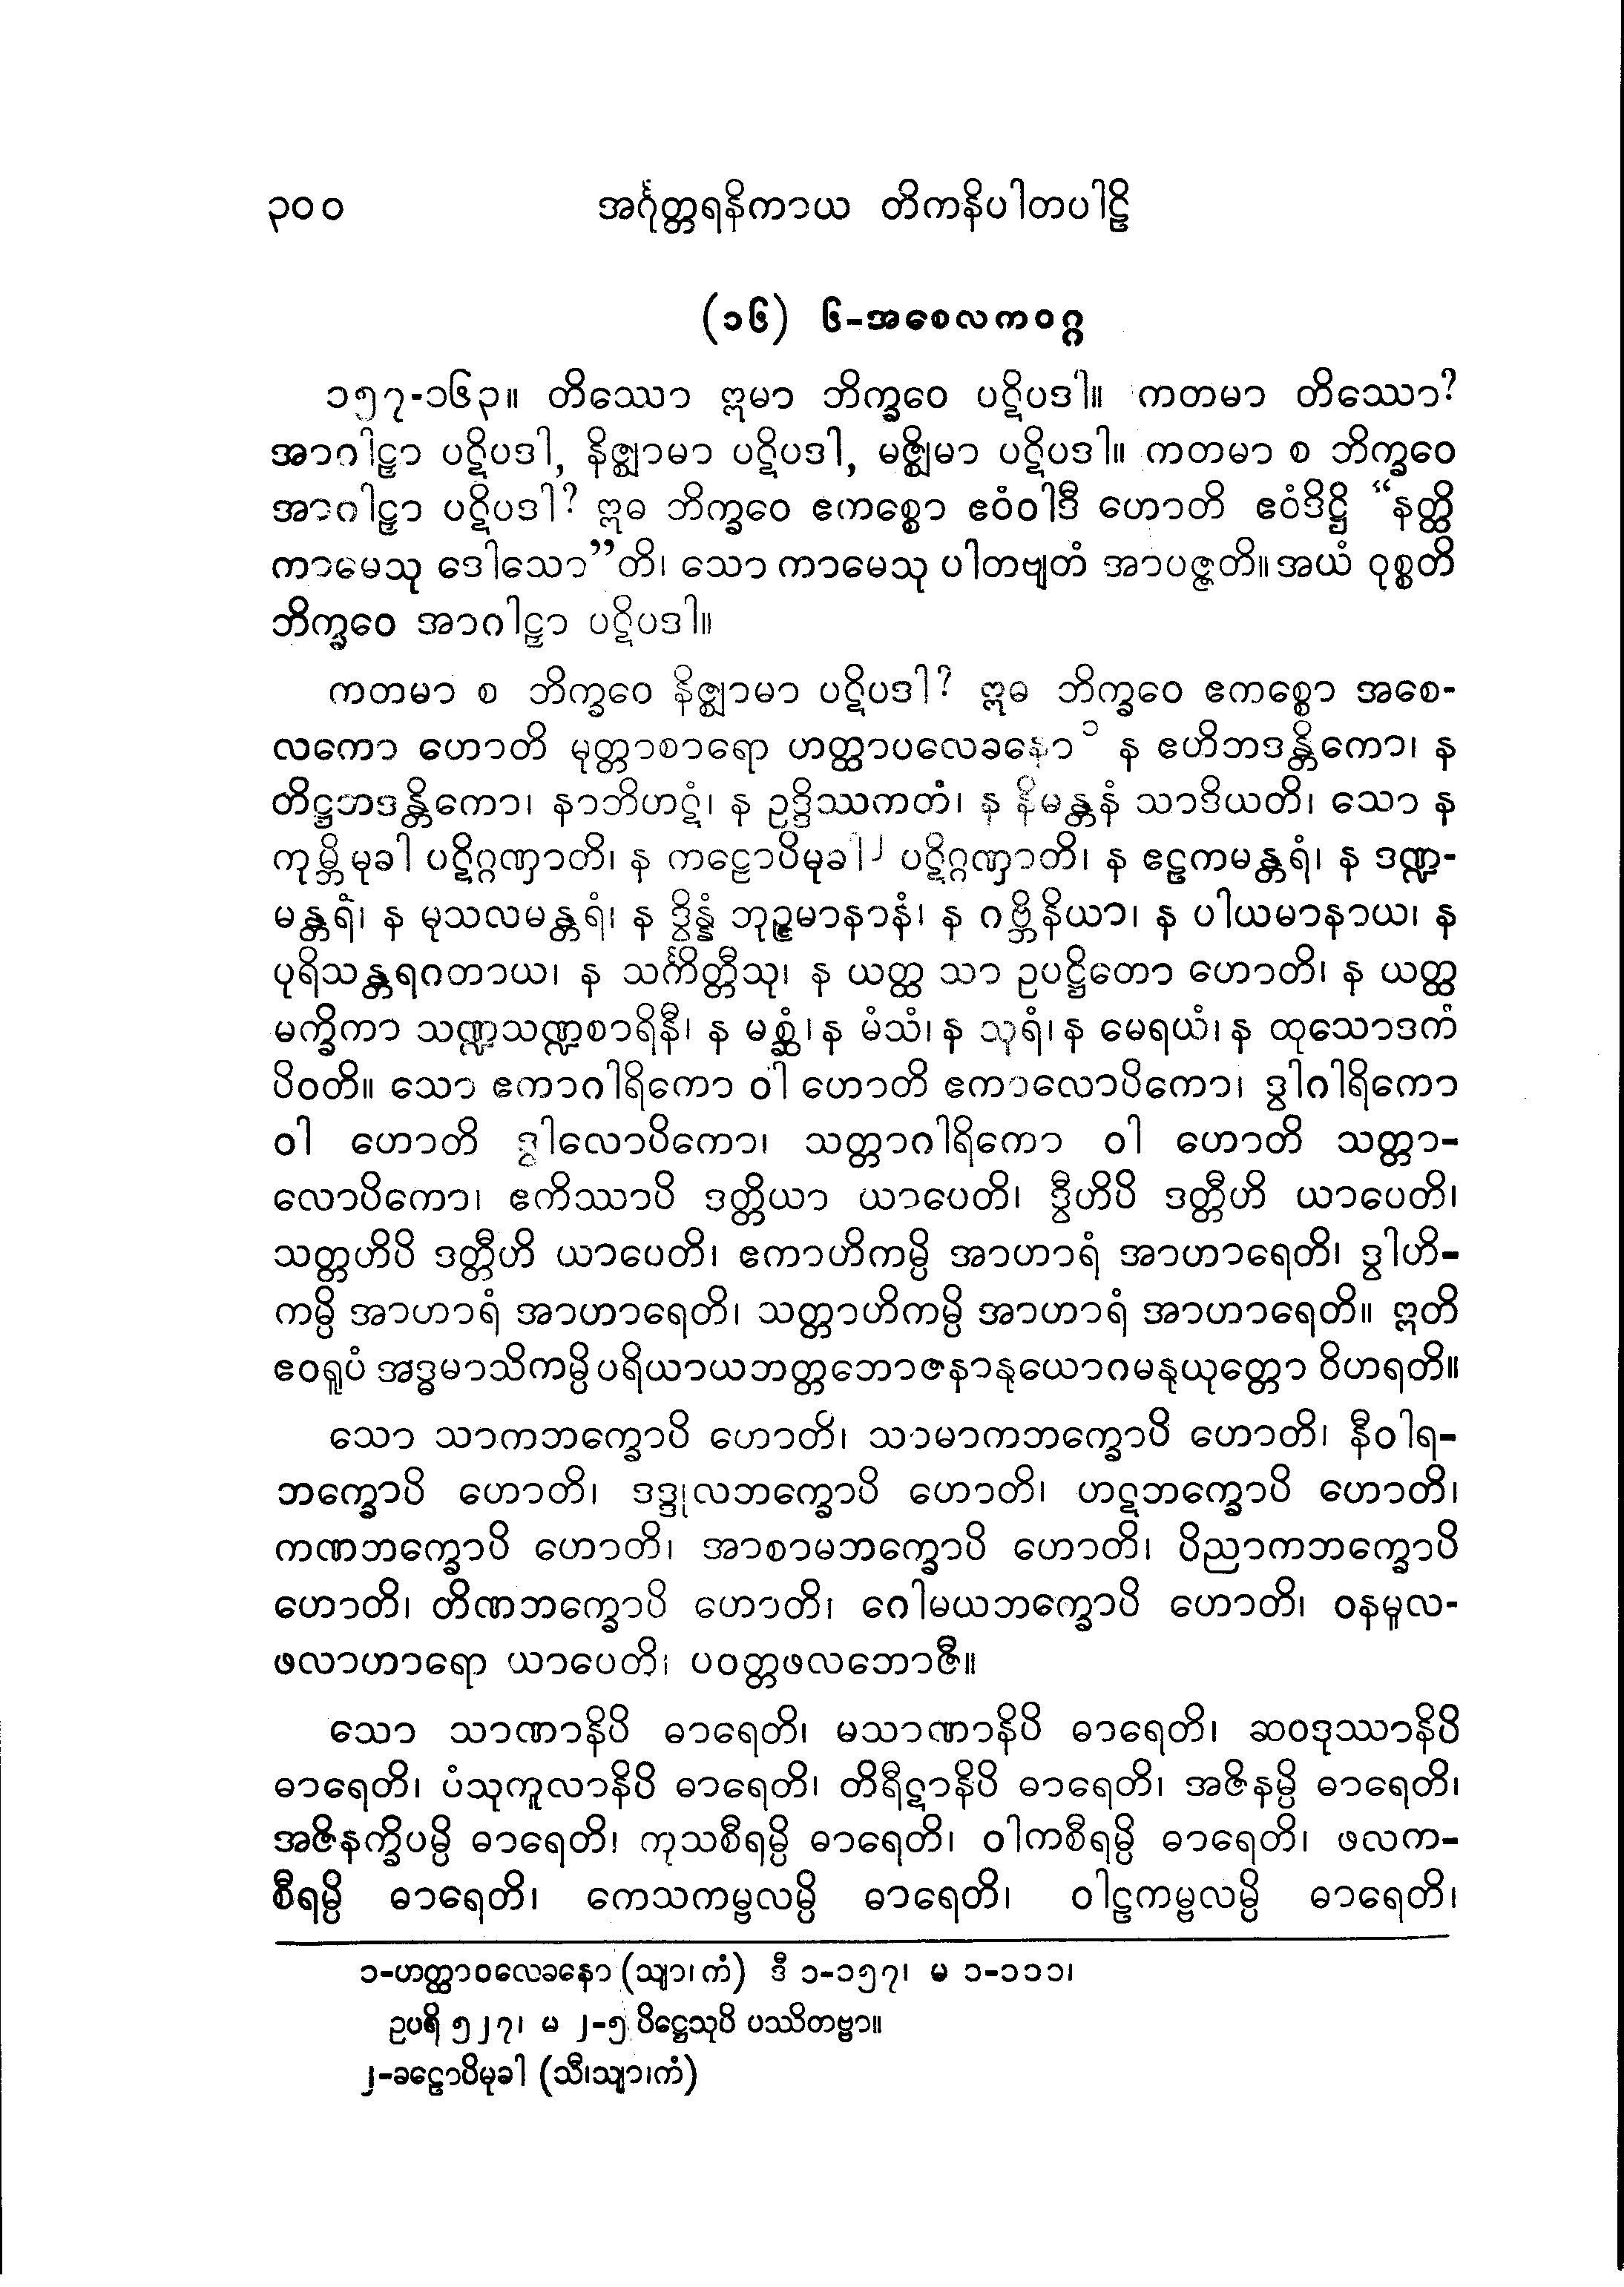 ၃၀၀ အင်္ဂုတ္တရနိကာယ တိကနိပါတပါဠိ
(၁၆) ၆-အစေလကဝဂ္ဂ
၁၅၇-၁၆၃။ တိဿော ဣမာ ဘိက္ခဝေ ပဋိပဒါ။ ကတမာ တိဿော?
အာဂါဠှာ ပဋိပဒါ, နိဇ္ဈာမာ ပဋိပဒါ, မဇ္ဈိမာ ပဋိပဒါ။ ကတမာ စ ဘိက္ခဝေ
အာဂါဠှာ ပဋိပဒါ? ဣဓ ဘိက္ခဝေ ဧကစ္စော ဧဝံဝါဒီ ဟောတိ ဧဝံဒိဋ္ဌိ “နတ္ထိ
ကာမေသု ဒေါသော”တိ၊ သော ကာမေသု ပါတဗျတံ အာပဇ္ဇတိ။ အယံ ဝုစ္စတိ
ဘိက္ခဝေ အာဂါဠှာ ပဋိပဒါ။
ကတမာ စ ဘိက္ခဝေ နိဇ္ဈာမာ ပဋိပဒါ? ဣဓ ဘိက္ခဝေ ဧကစ္စော အစေ-
လကော ဟောတိ မုတ္တာစာရော ဟတ္ထာပလေခနော၁ န ဧဟိဘဒန္တိကော၊ န
တိဋ္ဌဘဒန္တိကော၊ နာဘိဟဋံ၊ န ဥဒ္ဒိဿကတံ၊ န နိမန္တနံ သာဒိယတိ၊ သော န
ကုမ္ဘိမုခါ ပဋိဂ္ဂဏှာတိ၊ န ကဠောပိမုခါ၂ ပဋိဂ္ဂဏှာတိ၊ န ဧဠကမန္တရံ၊ န ဒဏ္ဍ-
မန္တရံ၊ န မုသလမန္တရံ၊ န ဒွိန္နံ ဘုဉ္ဇမာနာနံ၊ န ဂဗ္ဘိနိယာ၊ န ပါယမာနာယ၊ န
ပုရိသန္တရဂတာယ၊ န သင်္ကိတ္တီသု၊ န ယတ္ထ သာ ဥပဋ္ဌိတော ဟောတိ၊ န ယတ္ထ
မက္ခိကာ သဏ္ဍသဏ္ဍစာရိနီ၊ န မစ္ဆံ၊ န မံသံ၊ န သုရံ၊ န မေရယံ၊ န ထုသောဒကံ
ပိဝတိ။ သော ဧကာဂါရိကော ဝါ ဟောတိ ဧကာလောပိကော၊ ဒွါဂါရိကော
ဝါ ဟောတိ ဒွါလောပိကော၊ သတ္တာဂါရိကော ဝါ ဟောတိ သတ္တာ-
လောပိကော၊ ဧကိဿာပိ ဒတ္တိယာ ယာပေတိ၊ ဒွီဟိပိ ဒတ္တီဟိ ယာပေတိ၊
သတ္တဟိပိ ဒတ္တီဟိ ယာပေတိ၊ ဧကာဟိကမ္ပိ အာဟာရံ အာဟာရေတိ၊ ဒွါဟိ-
ကမ္ပိ အာဟာရံ အာဟာရေတိ၊ သတ္တာဟိကမ္ပိ အာဟာရံ အာဟာရေတိ။ ဣတိ
ဧဝရူပံ အဒ္ဓမာသိကမ္ပိ ပရိယာယဘတ္တဘောဇနာနုယောဂမနုယုတ္တော ဝိဟရတိ။
သော သာကဘက္ခောပိ ဟောတိ၊ သာမာကဘက္ခောပိ ဟောတိ၊ နီဝါရ-
ဘက္ခောပိ ဟောတိ၊ ဒဒ္ဒုလဘက္ခောပိ ဟောတိ၊ ဟဋဘက္ခောပိ ဟောတိ၊
ကဏဘက္ခောပိ ဟောတိ၊ အာစာမဘက္ခောပိ ဟောတိ၊ ပိညာကဘက္ခောပိ
ဟောတိ၊ တိဏဘက္ခောပိ ဟောတိ၊ ဂေါမယဘက္ခောပိ ဟောတိ၊ ဝနမူလ-
ဖလာဟာရော ယာပေတိ၊ ပဝတ္တဖလဘောဇီ။
သော သာဏာနိပိ ဓာရေတိ၊ မသာဏာနိပိ ဓာရေတိ၊ ဆဝဒုဿာနိပိ
ဓာရေတိ၊ ပံသုကူလာနိပိ ဓာရေတိ၊ တိရီဋာနိပိ ဓာရေတိ၊ အဇိနမ္ပိ ဓာရေတိ၊
အဇိနက္ခိပမ္ပိ ဓာရေတိ၊ ကုသစီရမ္ပိ ဓာရေတိ၊ ဝါကစီရမ္ပိ ဓာရေတိ၊ ဖလက-
စီရမ္ပိ ဓာရေတိ၊ ကေသကမ္ဗလမ္ပိ ဓာရေတိ၊ ဝါဠကမ္ဗလမ္ပိ ဓာရေတိ၊
၁-ဟတ္ထာဝလေခနော (သျာ၊ကံ) ဒီ ၁-၁၅၇၊ မ ၁-၁၁၁၊
ဥပရိ ၅၂၇၊ မ ၂-၅ ပိဋ္ဌေသုပိ ပဿိတဗ္ဗာ။
၂-ခဠောပိမုခါ (သီ၊သျာ၊ကံ)